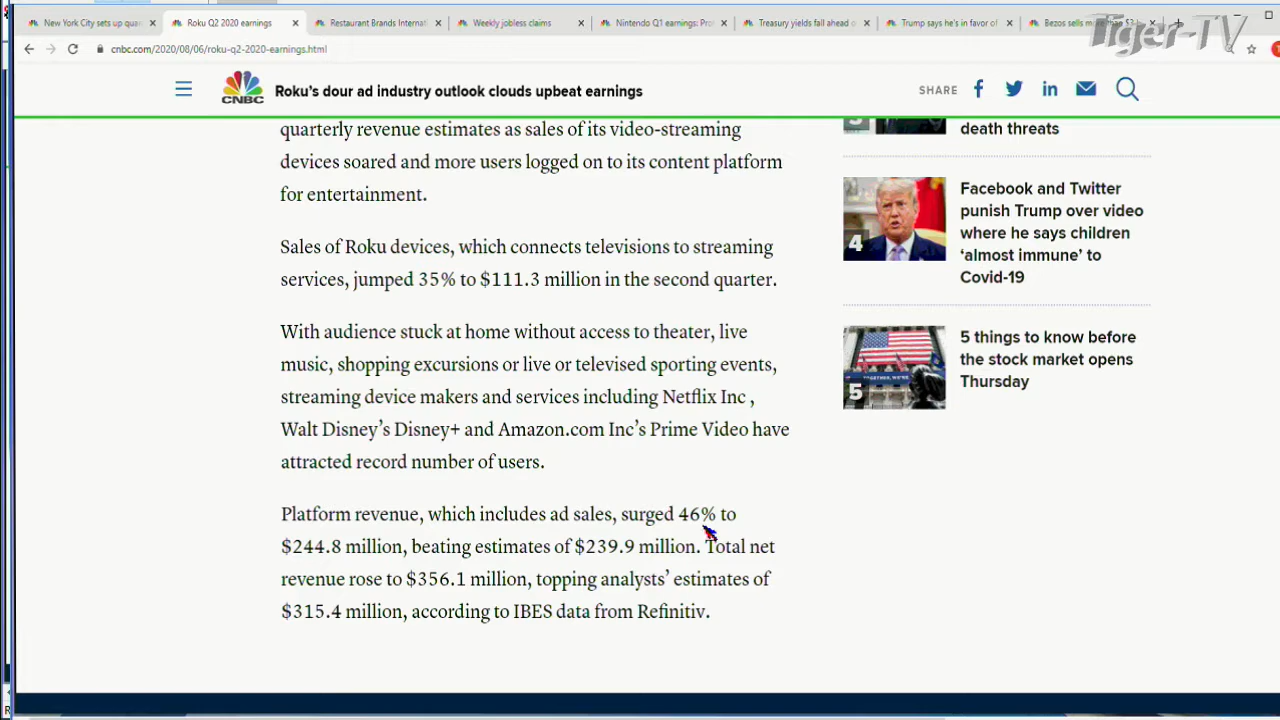 New York City sets up qua
Roku Q2 2020 earnings
Restaurant Brands Internat
Weekly jobless claims
Nintendo Q1 earnings: Pro
Treasury yields fall ahead o
Trump says he's in favor of
Bezos sells more than $3
Tiger-TV
cnbc.com/2020/08/06/roku-q2-2020-earnings.html
CNBC
Roku's dour ad industry outlook clouds upbeat earnings
SHARE
quarterly revenue estimates as sales of its video-streaming
devices soared and more users logged on to its content platform
for entertainment.
Sales of Roku devices, which connects televisions to streaming
services, jumped 35% to $111.3 million in the second quarter.
With audience stuck at home without access to theater, live
music, shopping excursions or live or televised sporting events,
streaming device makers and services including Netflix Inc ,
Walt Disney's Disney+ and Amazon.com Inc's Prime Video have
attracted record number of users.
Platform revenue, which includes ad sales, surged 46% to
$244.8 million, beating estimates of $239.9 million. Total net
revenue rose to $356.1 million, topping analysts' estimates of
$315.4 million, according to IBES data from Refinitiv.
3
death threats
4
Facebook and Twitter
punish Trump over video
where he says children
‘almost immune’ to
Covid-19
5
5 things to know before
the stock market opens
Thursday